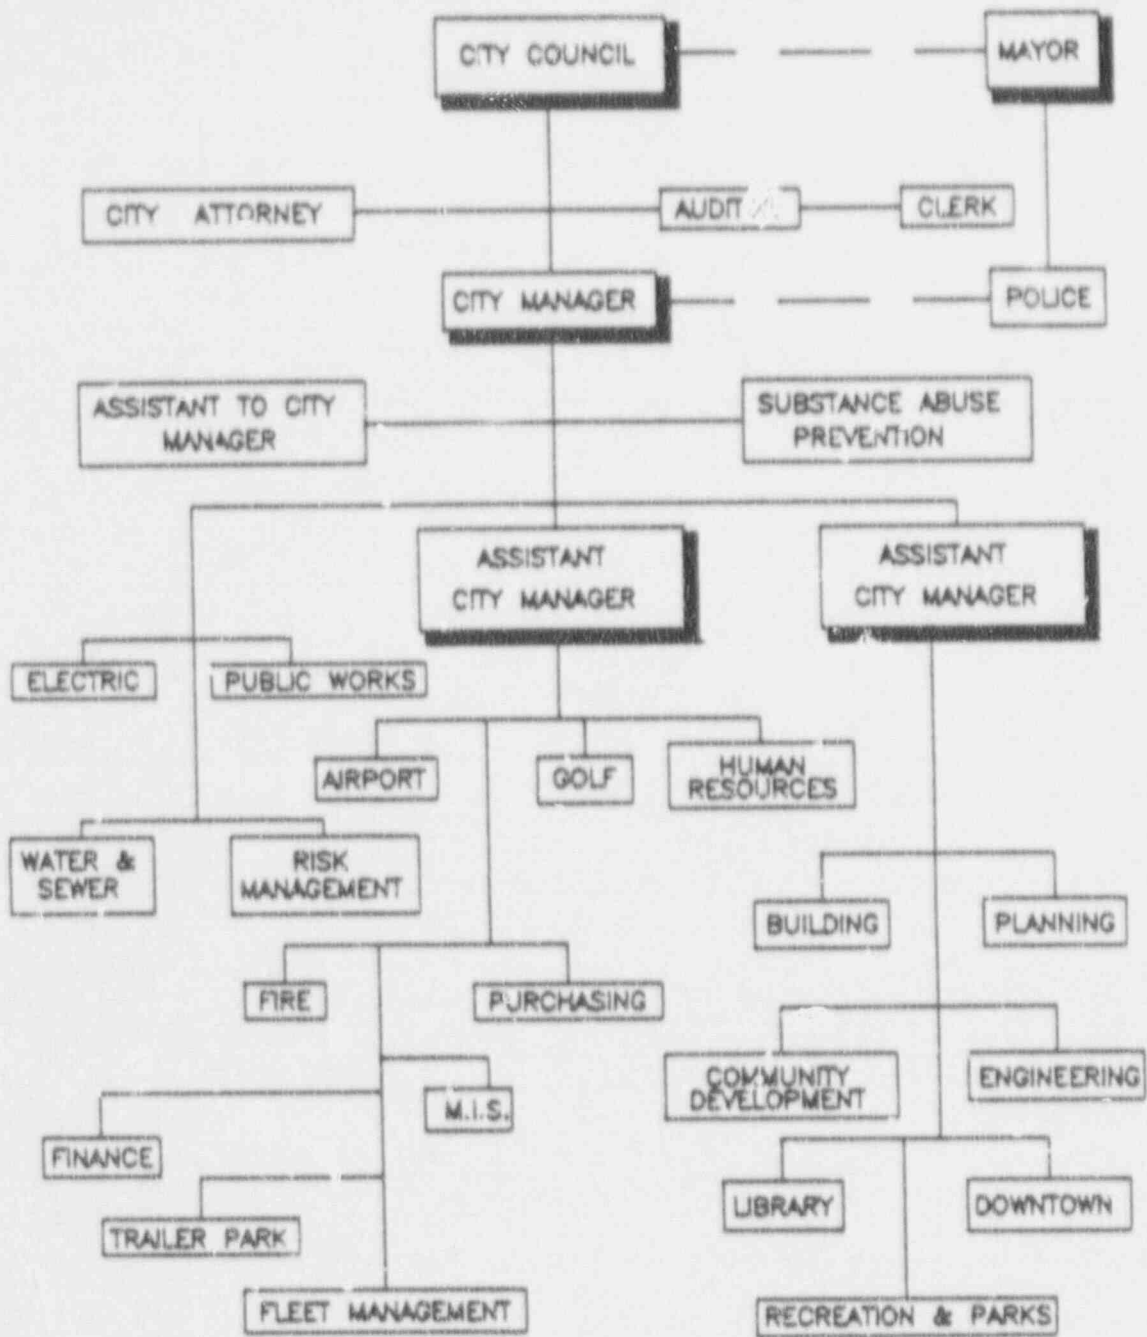 CITY COUNCIL
MAYOR
CITY ATTORNEY
CLERK
CITY MANAGER
POLICE
ASSISTANT TO CITY
MANAGER
SUBSTANCE ABUSE
PREVENTION
ASSISTANT
CITY MANAGER
ASSISTANT
CITY MANAGER
ELECTRIC
PUBLIC WORKS
AIRPORT
GOLF
HUMAN
RESOURCES
WATER &
SEWER
RISK
MANAGEMENT
BUILDING
PLANNING
FIRE
PURCHASING
COMMUNITY
DEVELOPMENT
ENGINEERING
M.I.S.
FINANCE
LIBRARY
DOWNTOWN
TRAILER PARK
FLEET MANAGEMENT
RECREATION & PARKS